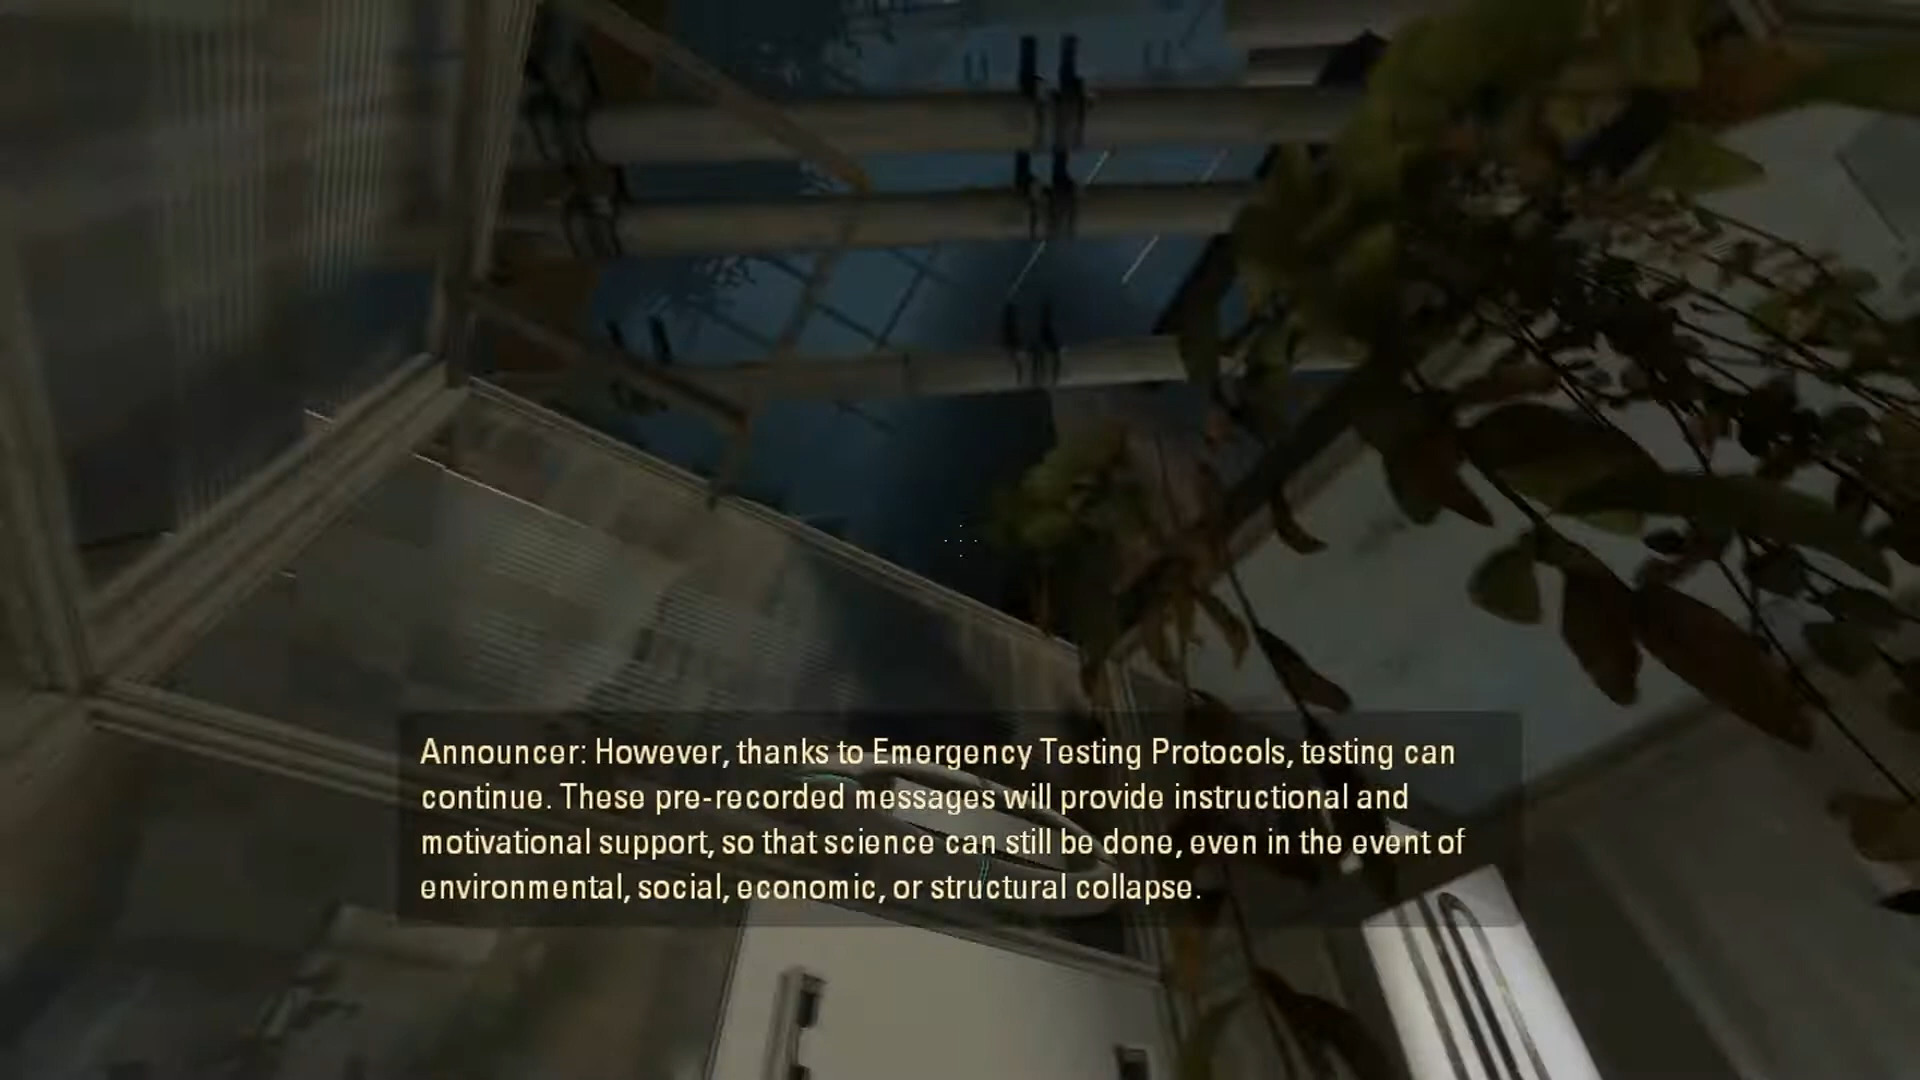 Announcer: However, thanks to Emergency Testing Protocols, testing can
continue. These pre-recorded messages will provide instructional and
motivational support, so that science can still be done, even in the event of
environmental, social, economic, or structural collapse.